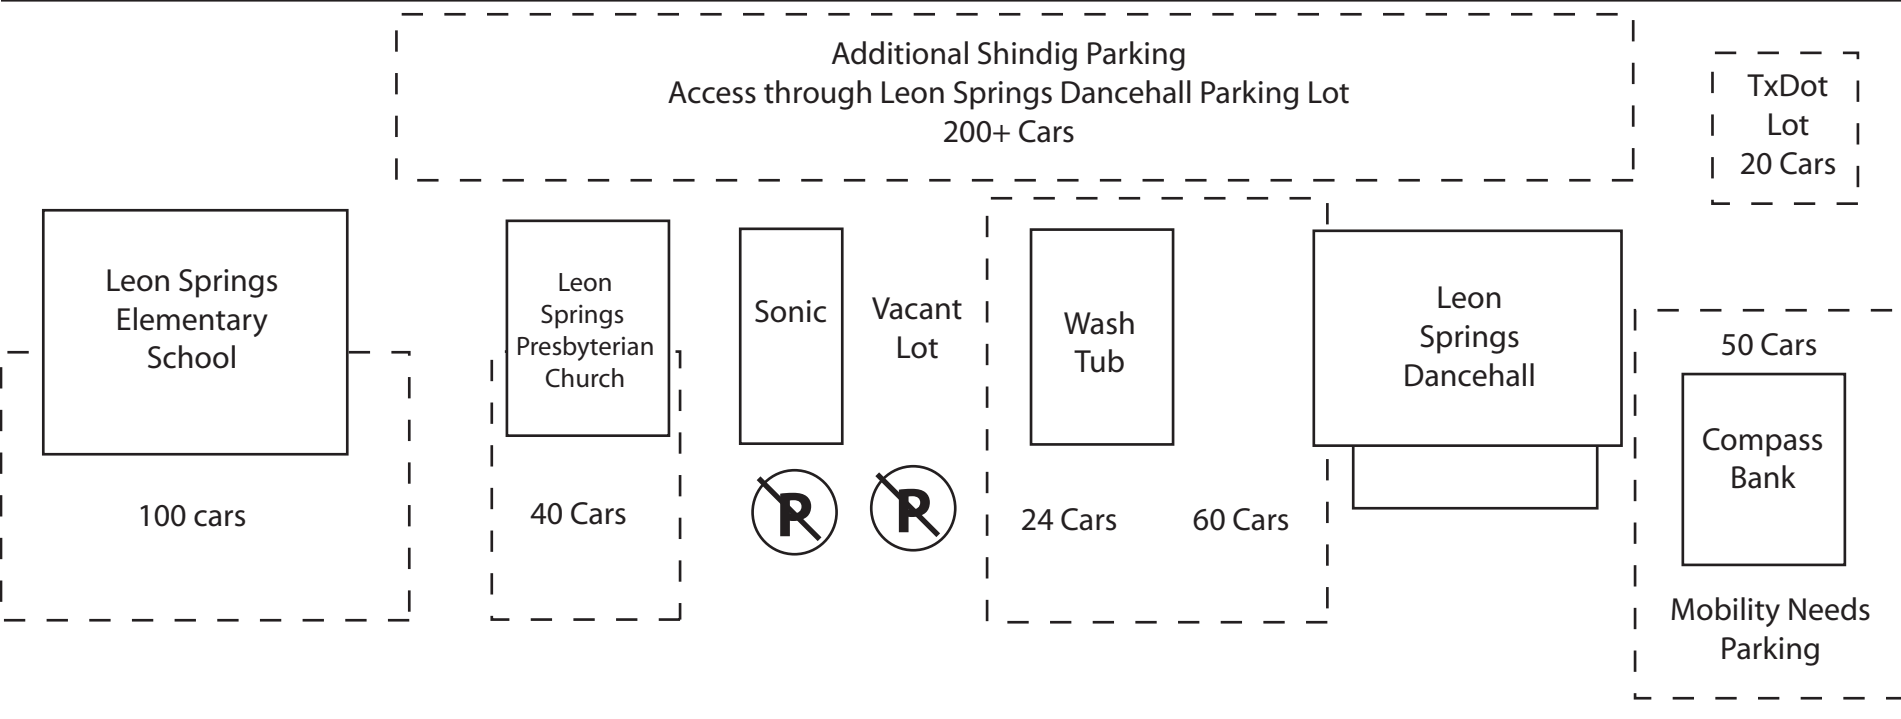 Additional Shindig Parking
Access through Leon Springs Dancehall Parking Lot
200+ Cars
TxDot
Lot
20 Cars
Leon Springs
Elementary
School
100 cars
Leon
Springs
Presbyterian
Church
40 Cars
Sonic
P
Vacant
Lot
P
Wash
Tub
24 Cars
60 Cars
Leon
Springs
Dancehall
50 Cars
Compass
Bank
Mobility Needs
Parking